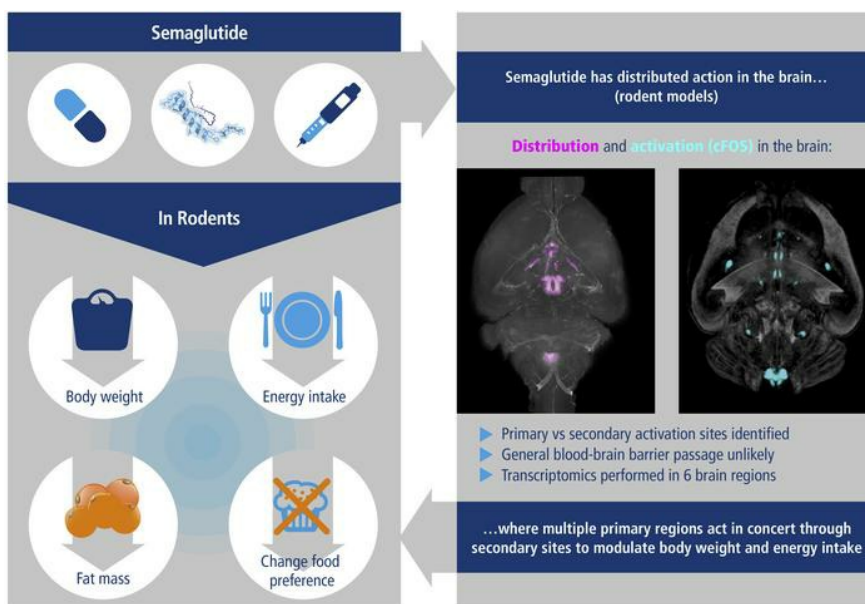 Semaglutide
In Rodents
Body weight
Energy intake
Fat mass
Change food
preference
Semaglutide has distributed action in the brain…
(rodent models)
Distribution and activation (cFOS) in the brain:
Primary vs secondary activation sites identified
General blood-brain barrier passage unlikely
Transcriptomics performed in 6 brain regions
…where multiple primary regions act in concert through
secondary sites to modulate body weight and energy intake